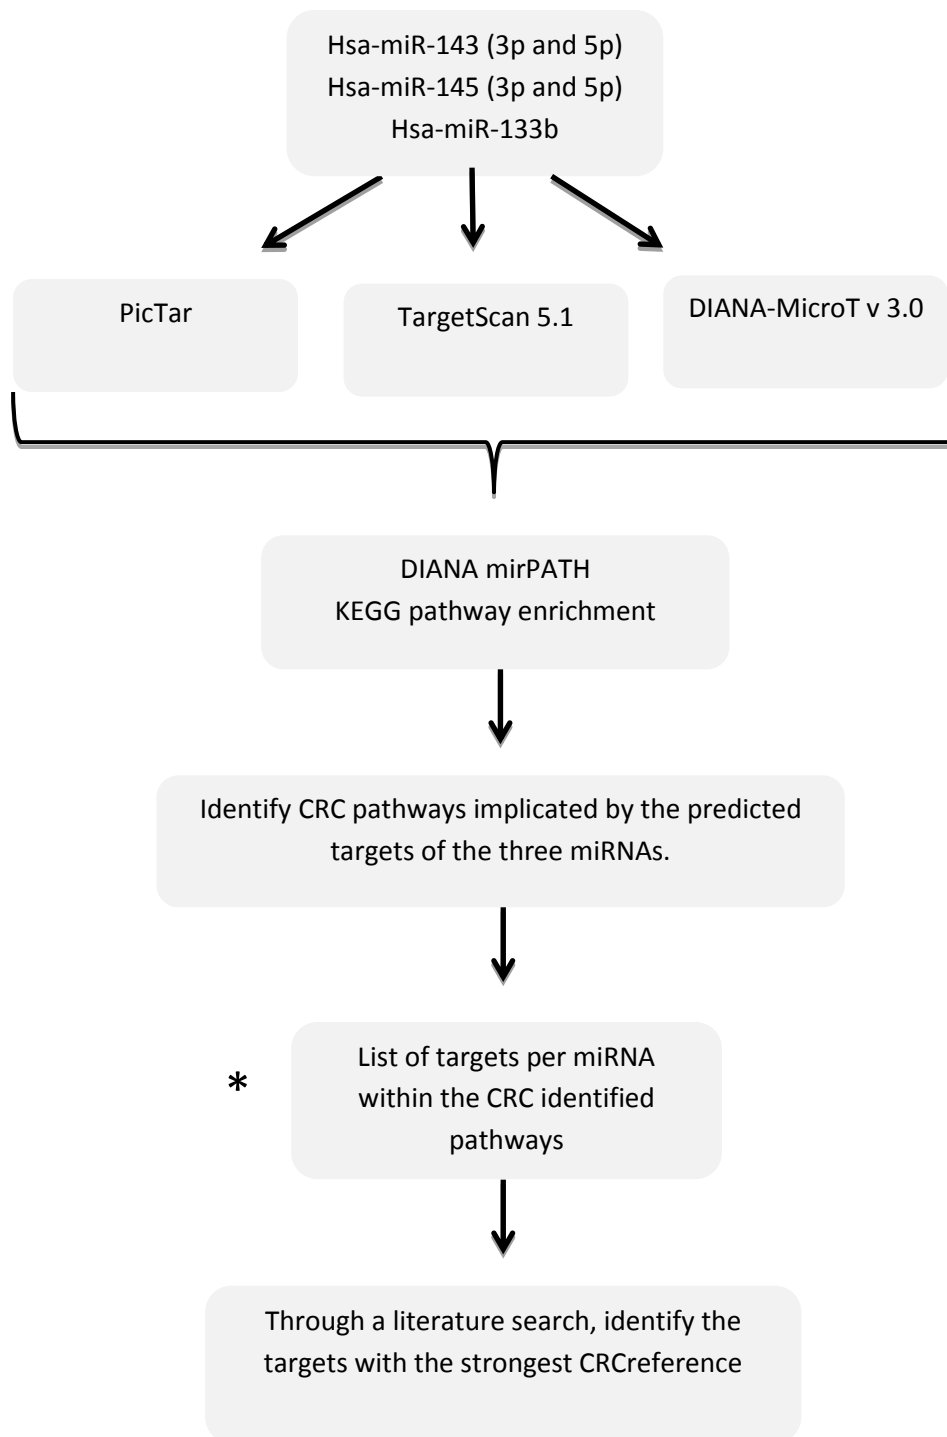 Hsa-miR-143 (3p and 5p)
Hsa-miR-145 (3p and 5p)
Hsa-miR-133b
PicTar
TargetScan 5.1
DIANA-MicroT v 3.0
DIANA mirPATH
KEGG pathway enrichment
Identify CRC pathways implicated by the predicted
targets of the three miRNAs.
*
List of targets per miRNA
within the CRC identified
pathways
Through a literature search, identify the
targets with the strongest CRCreference